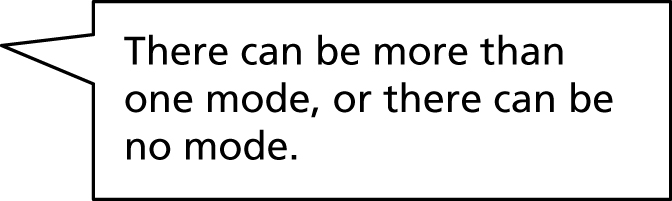 There can be more than
one mode, or there can be
no mode.